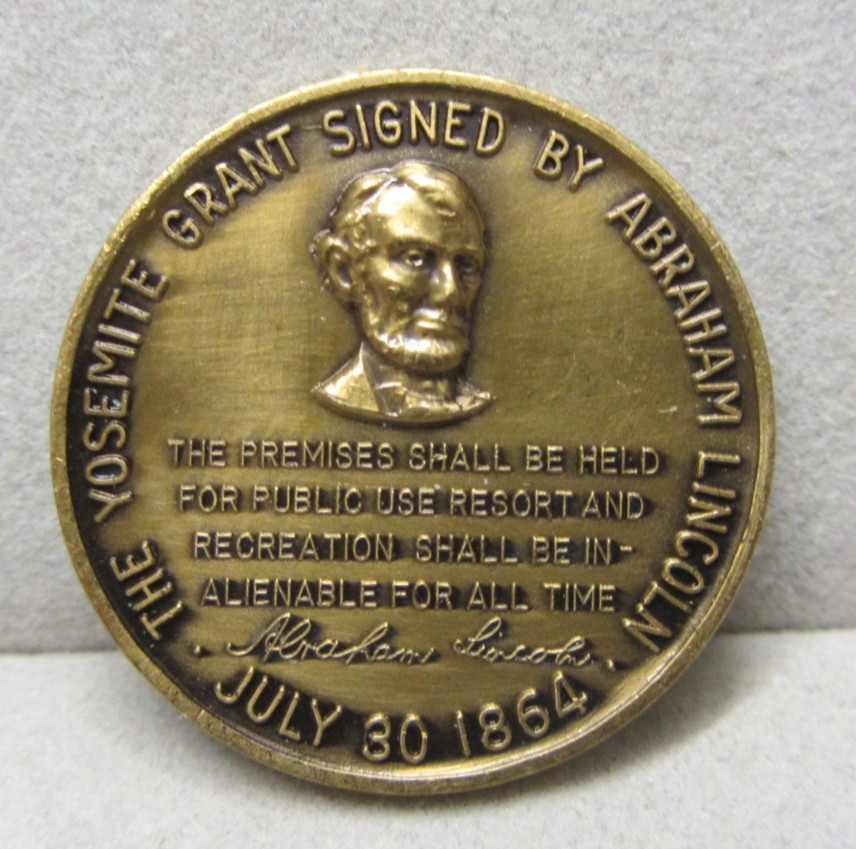 THE YOSEMITE GRANT SIGNED BY ABRAHAM LINCOLN
THE PREMISES SHALL BE HELD
FOR PUBLIC USE RESORT AND
RECREATION SHALL BE IN-
ALIENABLE FOR ALL TIME
Abraham Lincoln
JULY 30 1864